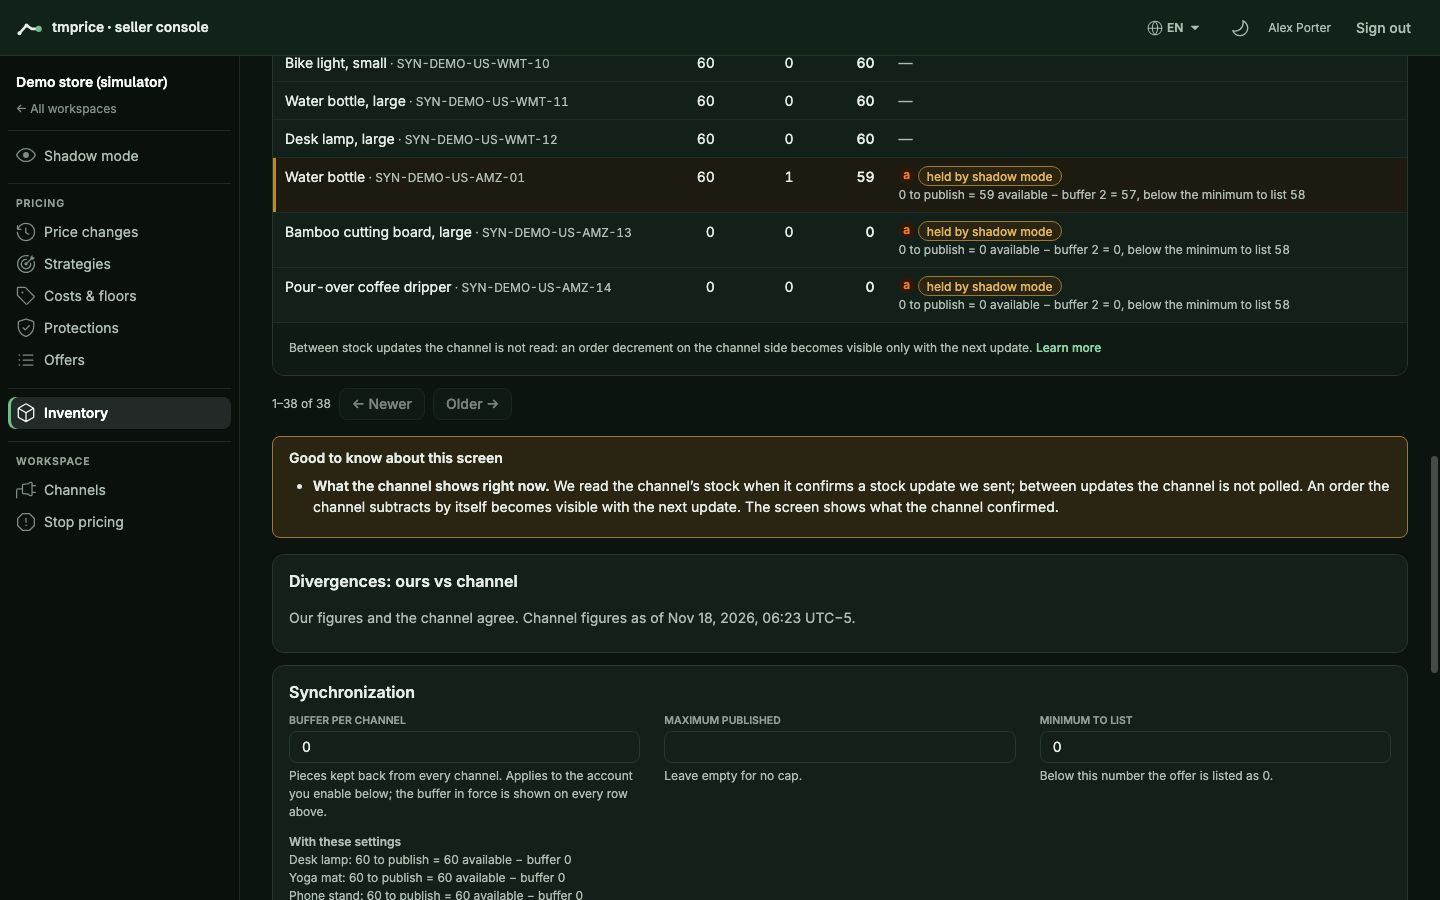 tmprice · seller console
EN
Alex Porter
Sign out
Demo store (simulator)
← All workspaces
Shadow mode
PRICING
Price changes
Strategies
Costs & floors
Protections
Offers
Inventory
WORKSPACE
Channels
Stop pricing
Bike light, small · SYN-DEMO-US-WMT-10 60 0 60 —
Water bottle, large · SYN-DEMO-US-WMT-11 60 0 60 —
Desk lamp, large · SYN-DEMO-US-WMT-12 60 0 60 —
Water bottle · SYN-DEMO-US-AMZ-01 60 1 59 a held by shadow mode
0 to publish = 59 available − buffer 2 = 57, below the minimum to list 58
Bamboo cutting board, large · SYN-DEMO-US-AMZ-13 0 0 0 a held by shadow mode
0 to publish = 0 available − buffer 2 = 0, below the minimum to list 58
Pour-over coffee dripper · SYN-DEMO-US-AMZ-14 0 0 0 a held by shadow mode
0 to publish = 0 available − buffer 2 = 0, below the minimum to list 58
Between stock updates the channel is not read: an order decrement on the channel side becomes visible only with the next update. Learn more
1–38 of 38 ← Newer Older →
Good to know about this screen
• What the channel shows right now. We read the channel’s stock when it confirms a stock update we sent; between updates the channel is not polled. An order the
channel subtracts by itself becomes visible with the next update. The screen shows what the channel confirmed.
Divergences: ours vs channel
Our figures and the channel agree. Channel figures as of Nov 18, 2026, 06:23 UTC−5.
Synchronization
BUFFER PER CHANNEL MAXIMUM PUBLISHED MINIMUM TO LIST
0 0
Pieces kept back from every channel. Applies to the account
you enable below; the buffer in force is shown on every row
above.
Leave empty for no cap.
Below this number the offer is listed as 0.
With these settings
Desk lamp: 60 to publish = 60 available − buffer 0
Yoga mat: 60 to publish = 60 available − buffer 0
Phone stand: 60 to publish = 60 available − buffer 0